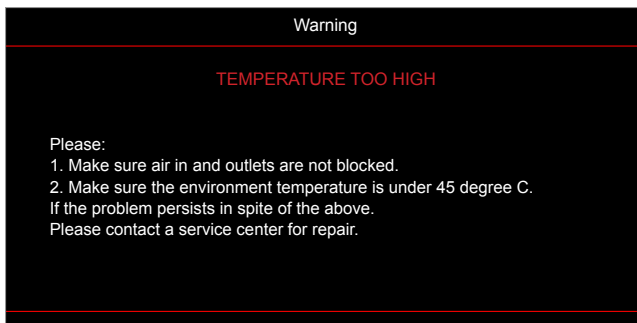 Warning
TEMPERATURE TOO HIGH
Please:
1. Make sure air in and outlets are not blocked.
2. Make sure the environment temperature is under 45 degree C.
If the problem persists in spite of the above.
Please contact a service center for repair.